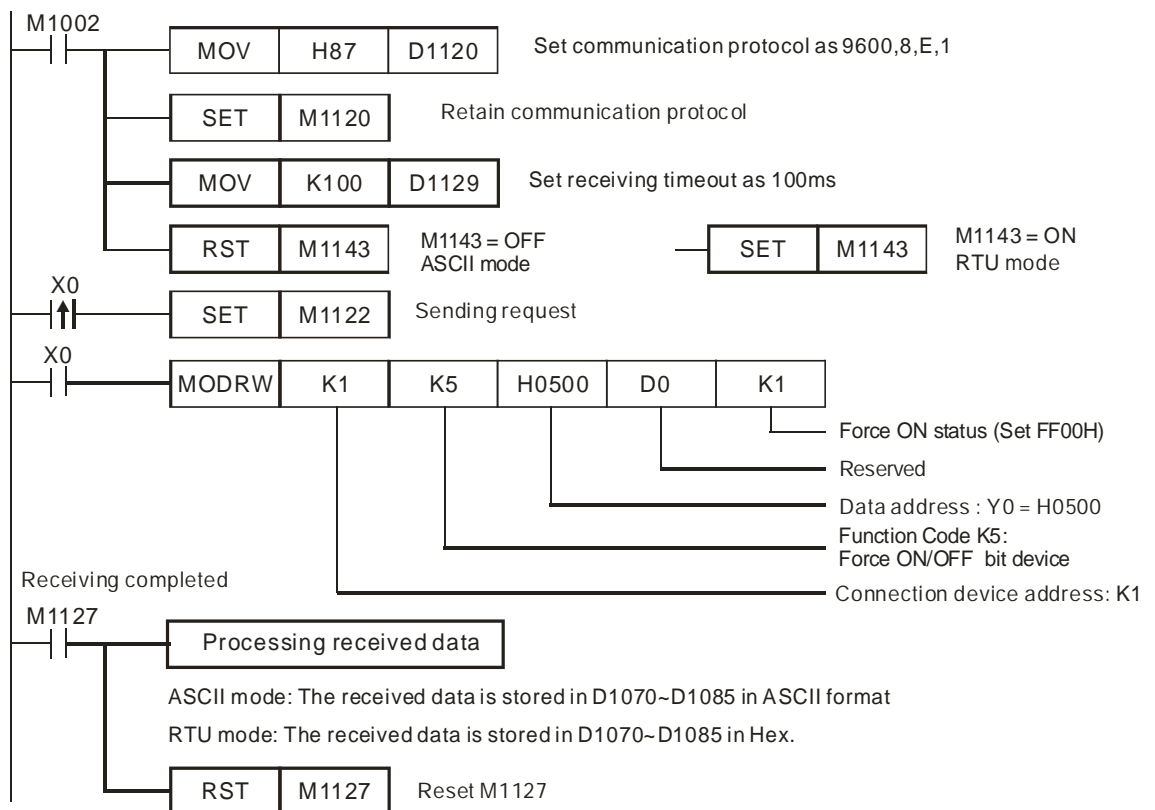 M1002
MOV H87 D1120 Set communication protocol as 9600,8,E,1
SET M1120 Retain communication protocol
MOV K100 D1129 Set receiving timeout as 100ms
RST M1143 M1143 = OFF
ASCII mode
SET M1143 M1143 = ON
RTU mode
X0
SET M1122 Sending request
X0
MODRW K1 K5 H0500 D0 K1
Force ON status (Set FF00H)
Reserved
Data address : Y0 = H0500
Function Code K5:
Force ON/OFF bit device
Connection device address: K1
Receiving completed
M1127
Processing received data
ASCII mode: The received data is stored in D1070~D1085 in ASCII format
RTU mode: The received data is stored in D1070~D1085 in Hex.
RST M1127 Reset M1127